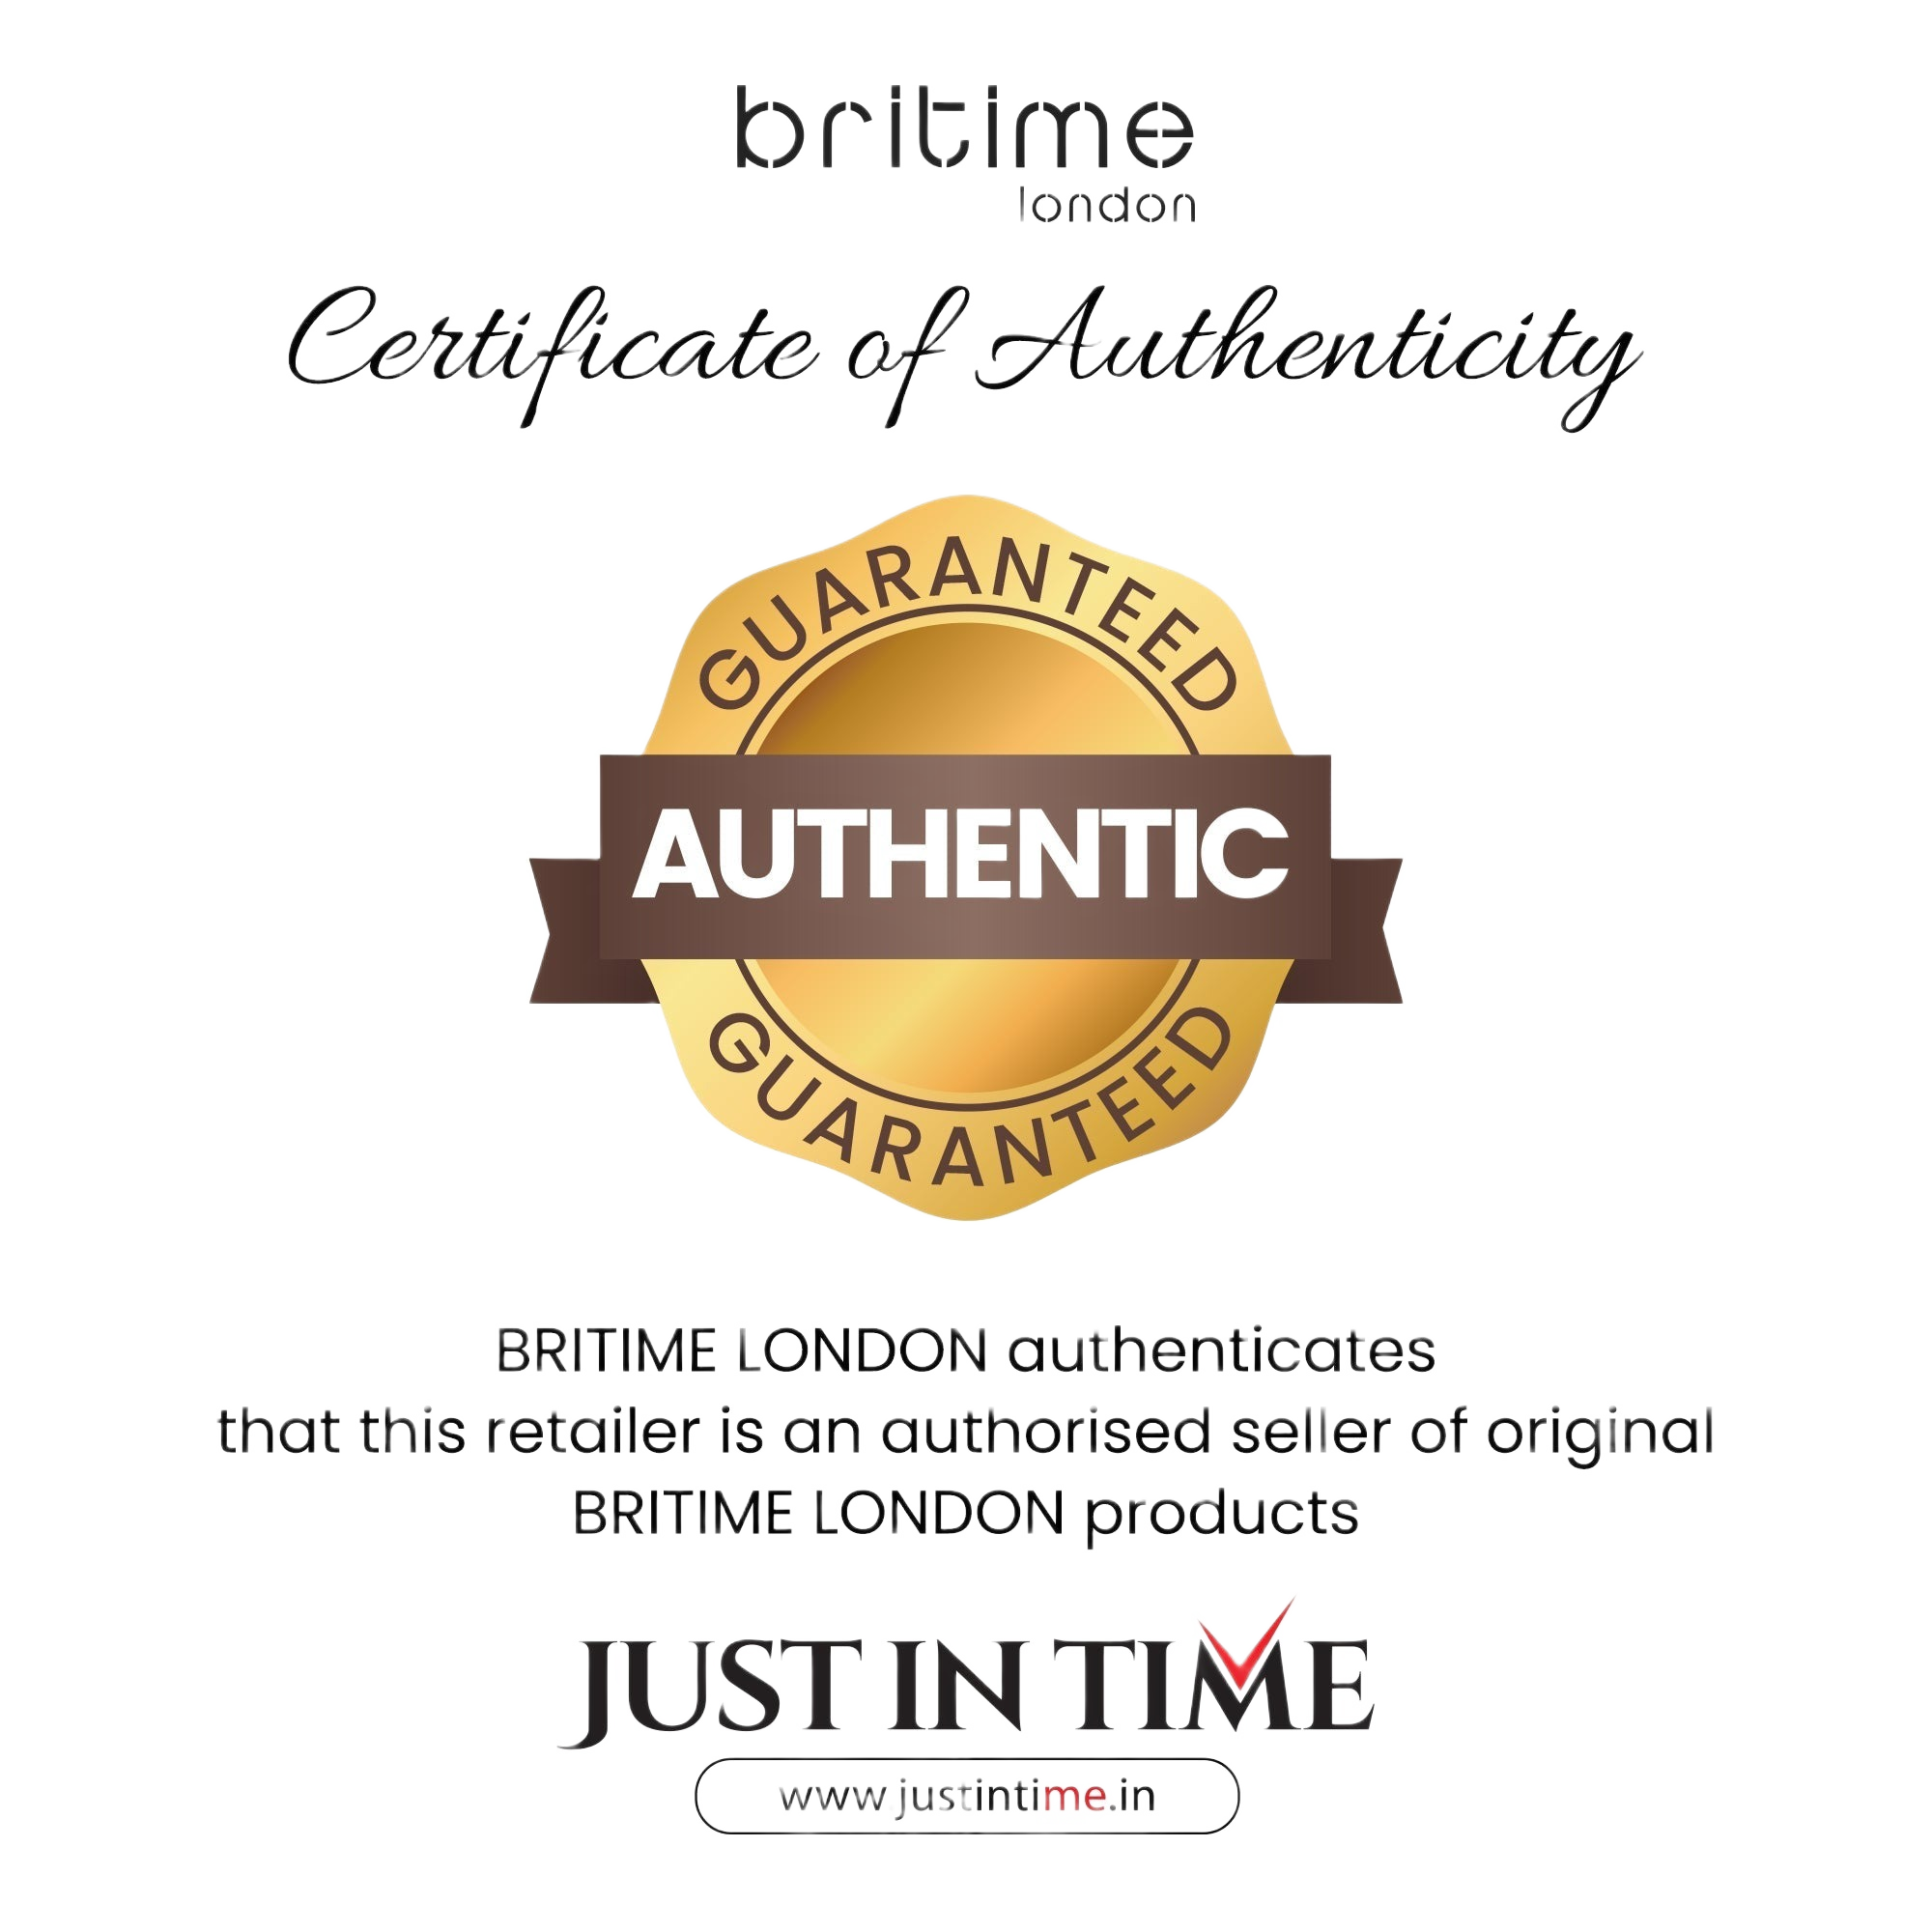 britime
london
Certificate of Authenticity
GUARANTEED
AUTHENTIC
GUARANTEED
BRITIME LONDON authenticates
that this retailer is an authorised seller of original
BRITIME LONDON products
JUST IN TIME
www.justintime.in